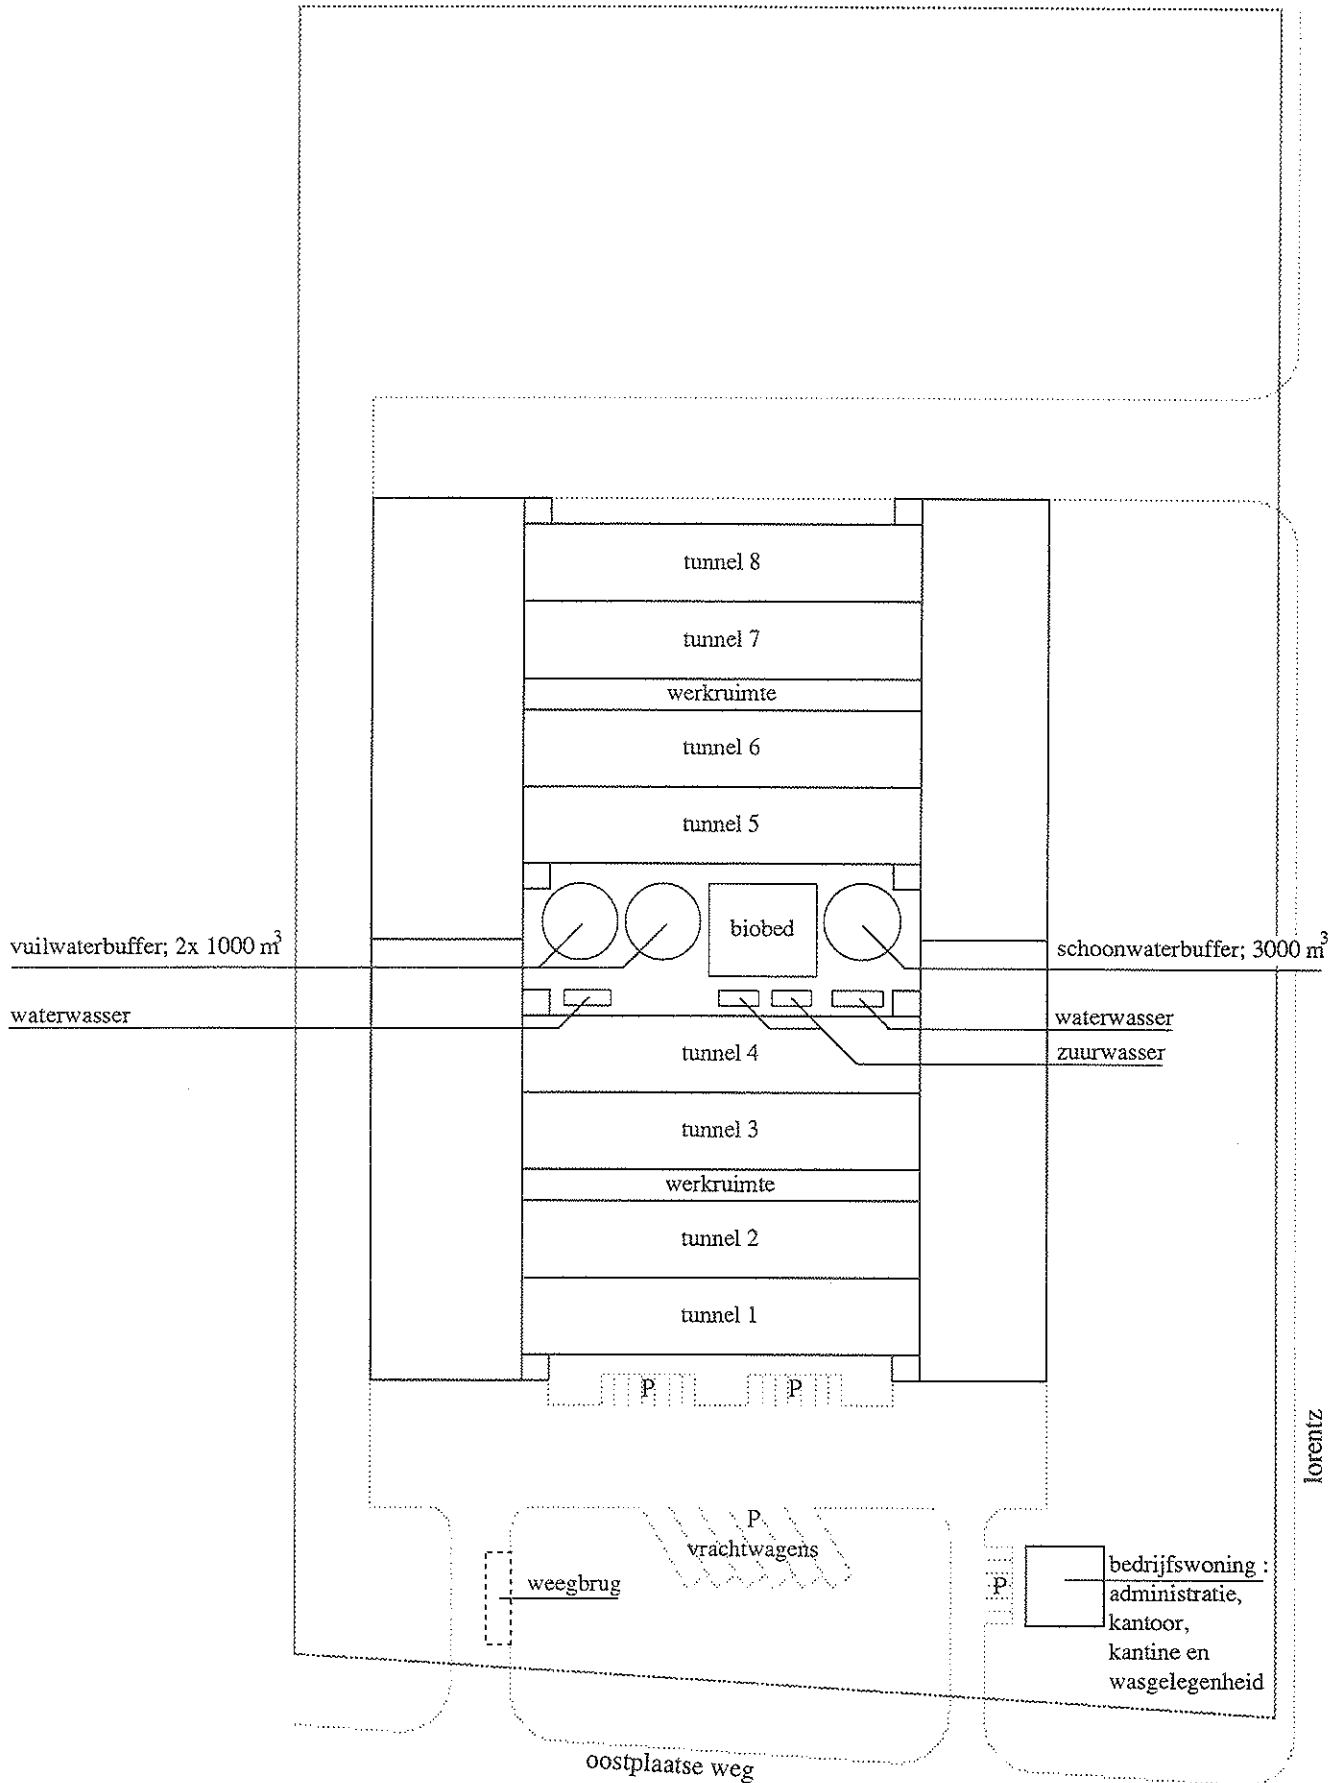 tunnel 8
tunnel 7
werkruimte
tunnel 6
tunnel 5
biobed
vuilwaterbuffer; 2x 1000 m³
schoonwaterbuffer; 3000 m³
waterwasser
waterwasser
zuurwasser
tunnel 4
tunnel 3
werkruimte
tunnel 2
tunnel 1
P
P
lorentz
P
vrachtwagens
weegbrug
P
bedrijfswoning :
administratie,
kantoor,
kantine en
wasgelegenheid
oostplaatse weg